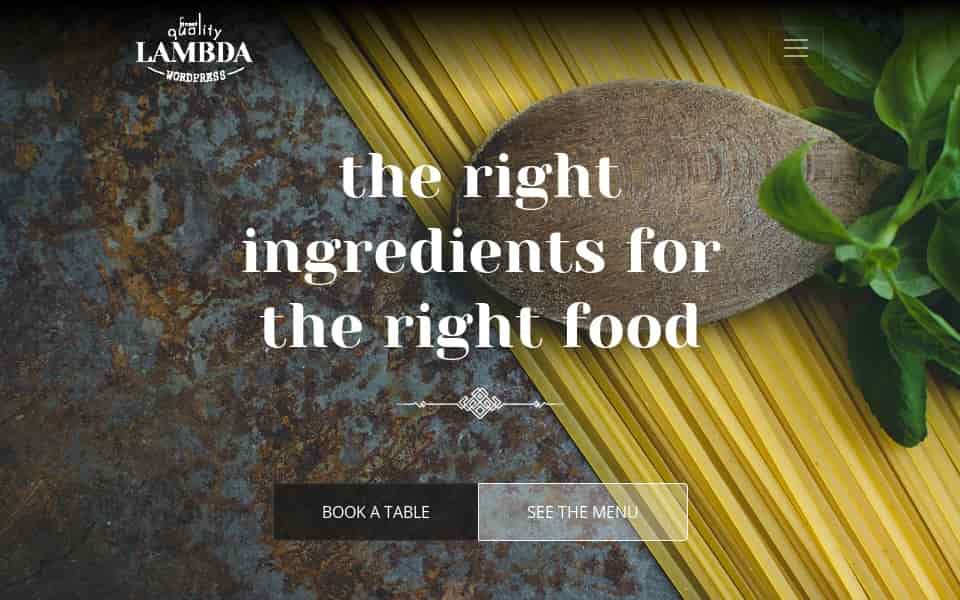 finest
quality
LAMBDA
WORDPRESS
the right
ingredients for
the right food
BOOK A TABLE
SEE THE MENU